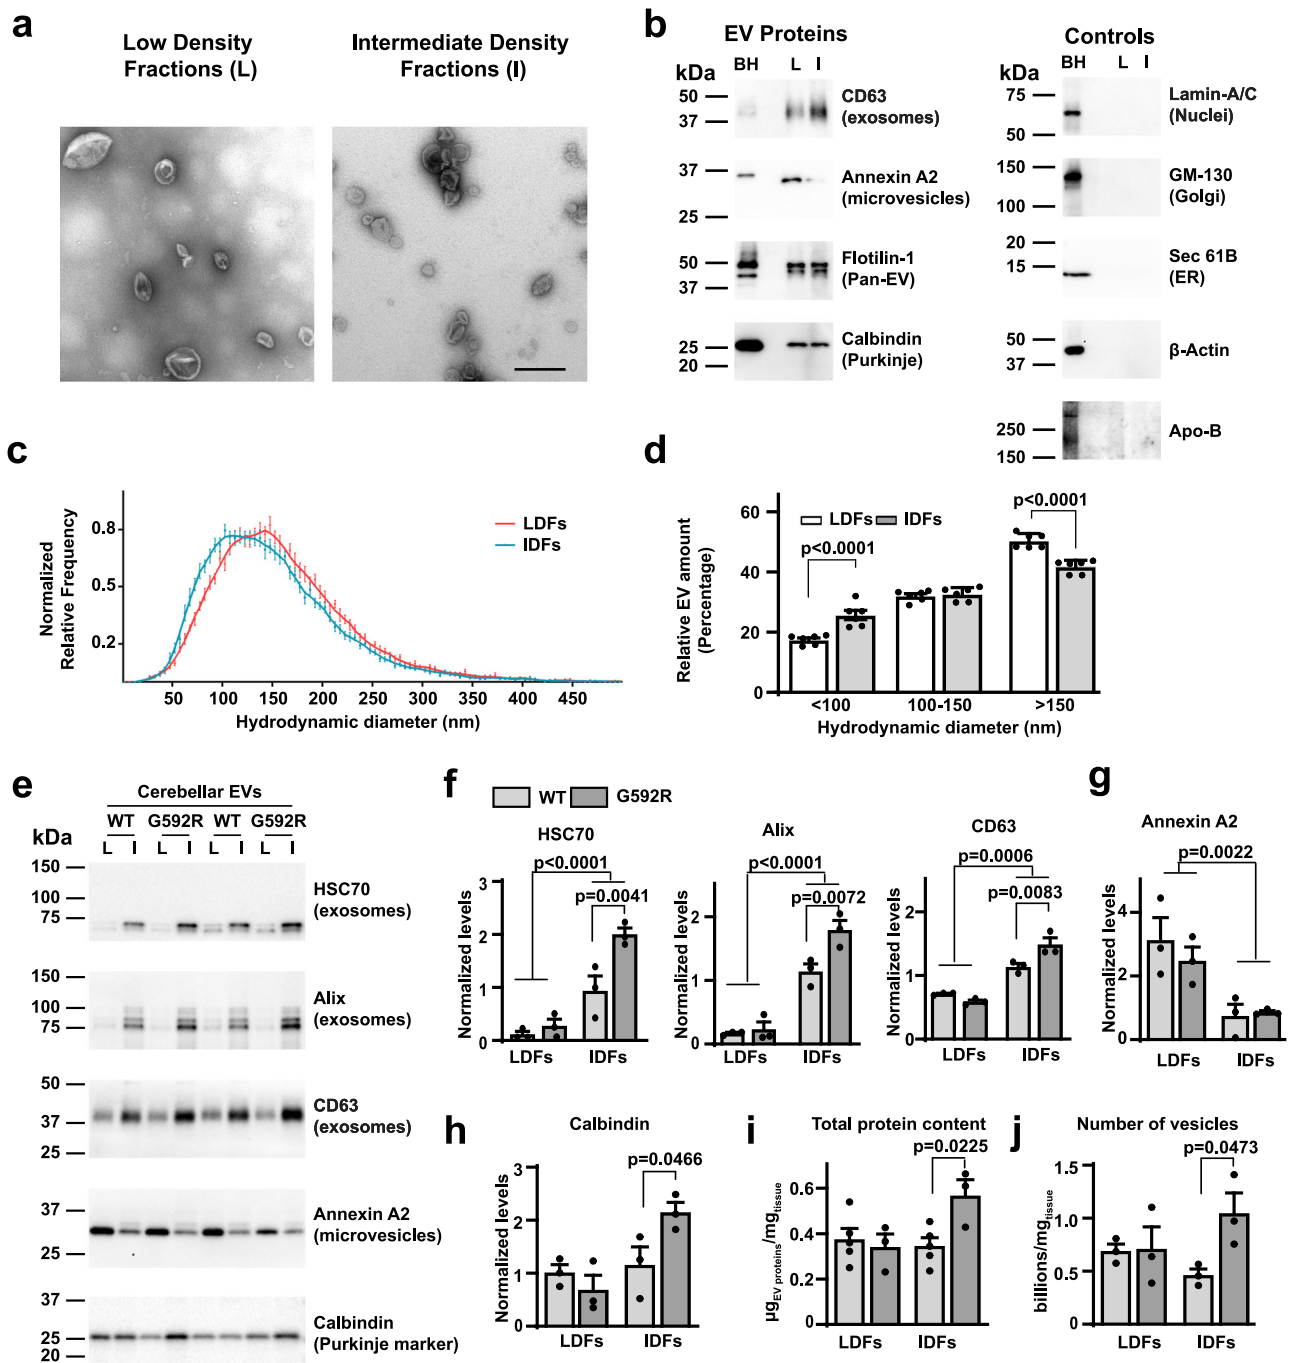 a
Low Density
Fractions (L)
Intermediate Density
Fractions (I)
b
EV Proteins
BH L I
kDa
50
37
CD63
(exosomes)
37
25
Annexin A2
(microvesicles)
50
37
Flotilin-1
(Pan-EV)
25
20
Calbindin
(Purkinje)
Controls
BH L I
kDa
75
50
Lamin-A/C
(Nuclei)
150
100
GM-130
(Golgi)
20
15
Sec 61B
(ER)
50
37
β-Actin
250
150
Apo-B
c
Normalized
Relative Frequency
0.8
0.5
0.2
LDFs
IDFs
50 100 150 200 250 300 350 400 450
Hydrodynamic diameter (nm)
d
Relative EV amount
(Percentage)
60
40
20
0
LDFs IDFs
p<0.0001
p<0.0001
<100 100-150 >150
Hydrodynamic diameter (nm)
e
Cerebellar EVs
WT G592R WT G592R
kDa
L I L I L I L I
150
100
75
HSC70
(exosomes)
150
100
75
Alix
(exosomes)
50
37
25
CD63
(exosomes)
37
25
Annexin A2
(microvesicles)
37
25
20
Calbindin
(Purkinje marker)
f
WT G592R
HSC70
p<0.0001
p=0.0041
Normalized levels
3
2
1
0
LDFs IDFs
Alix
p<0.0001
p=0.0072
Normalized levels
2
1
0
LDFs IDFs
CD63
p=0.0006
p=0.0083
Normalized levels
2
1
0
LDFs IDFs
g
Annexin A2
p=0.0022
Normalized levels
4
2
0
LDFs IDFs
h
Calbindin
p=0.0466
Normalized levels
3
2
1
0
LDFs IDFs
i
Total protein content
p=0.0225
µgEV proteins/mgtissue
0.6
0.4
0.2
0
LDFs IDFs
j
Number of vesicles
p=0.0473
billions/mgtissue
1.5
1.0
0.5
0
LDFs IDFs